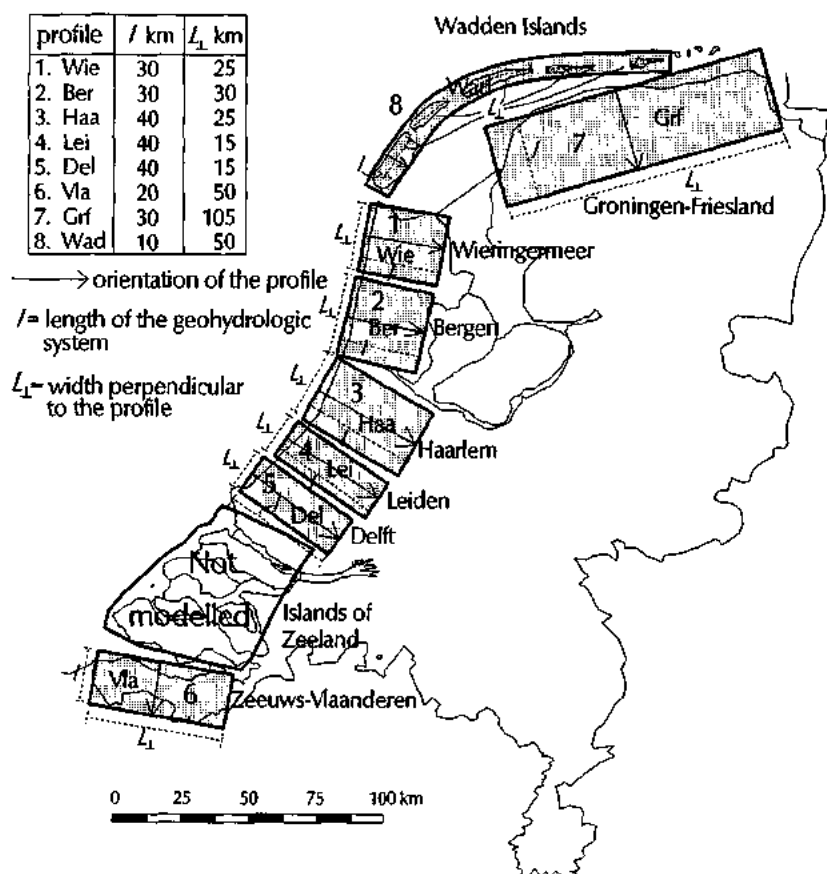 profile l km L⊥ km
1. Wie 30 25
2. Ber 30 30
3. Haa 40 25
4. Lei 40 15
5. Del 40 15
6. Vla 20 50
7. Grf 30 105
8. Wad 10 50
orientation of the profile
l = length of the geohydrologic
system
L⊥ = width perpendicular
to the profile
Wadden Islands
8 Wad
L⊥
l
7 Grf
l
L⊥
Groningen-Friesland
L⊥
1
Wie Wieringermeer
L⊥
2
Ber Bergen
l
L⊥
3
Haa Haarlem
l
L⊥
4 Lei
l
Leiden
L⊥
5 Del
l
Delft
Not
modelled
Islands of
Zeeland
Vla 6 Zeeuws-Vlaanderen
l
L⊥
0 25 50 75 100 km